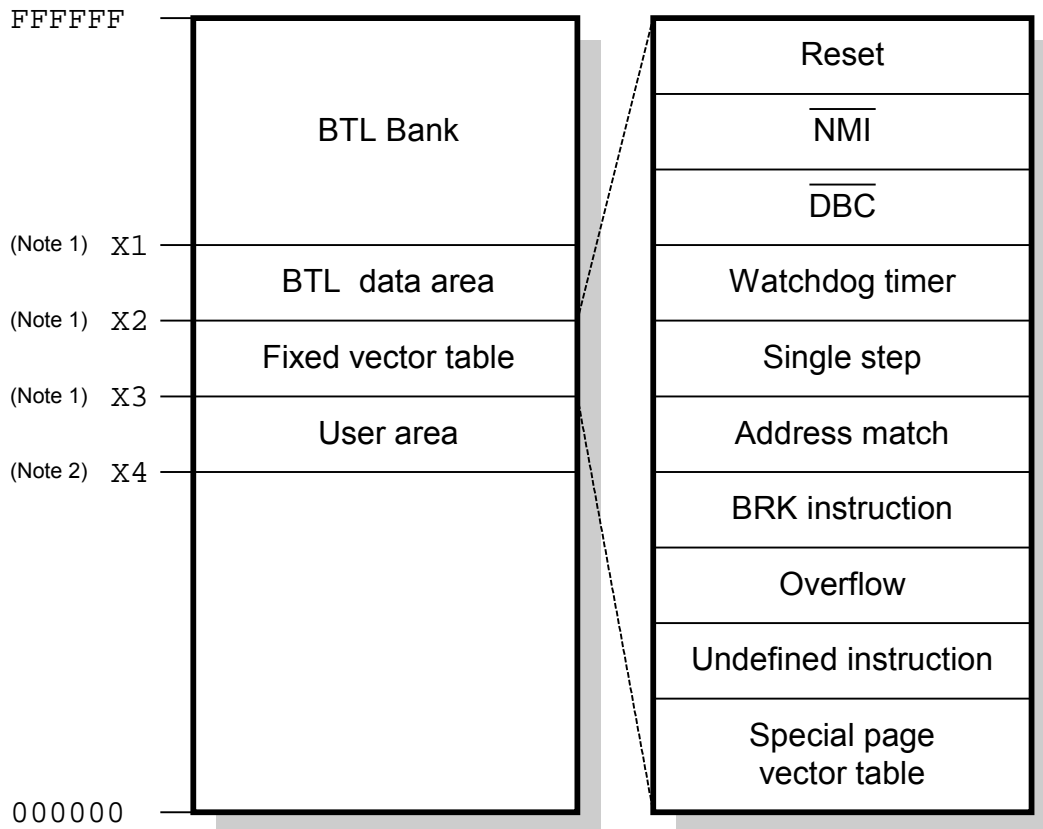 FFFFFF
BTL Bank
(Note 1) X1
BTL data area
(Note 1) X2
Fixed vector table
(Note 1) X3
User area
(Note 2) X4
000000
Reset
NMI
DBC
Watchdog timer
Single step
Address match
BRK instruction
Overflow
Undefined instruction
Special page
vector table